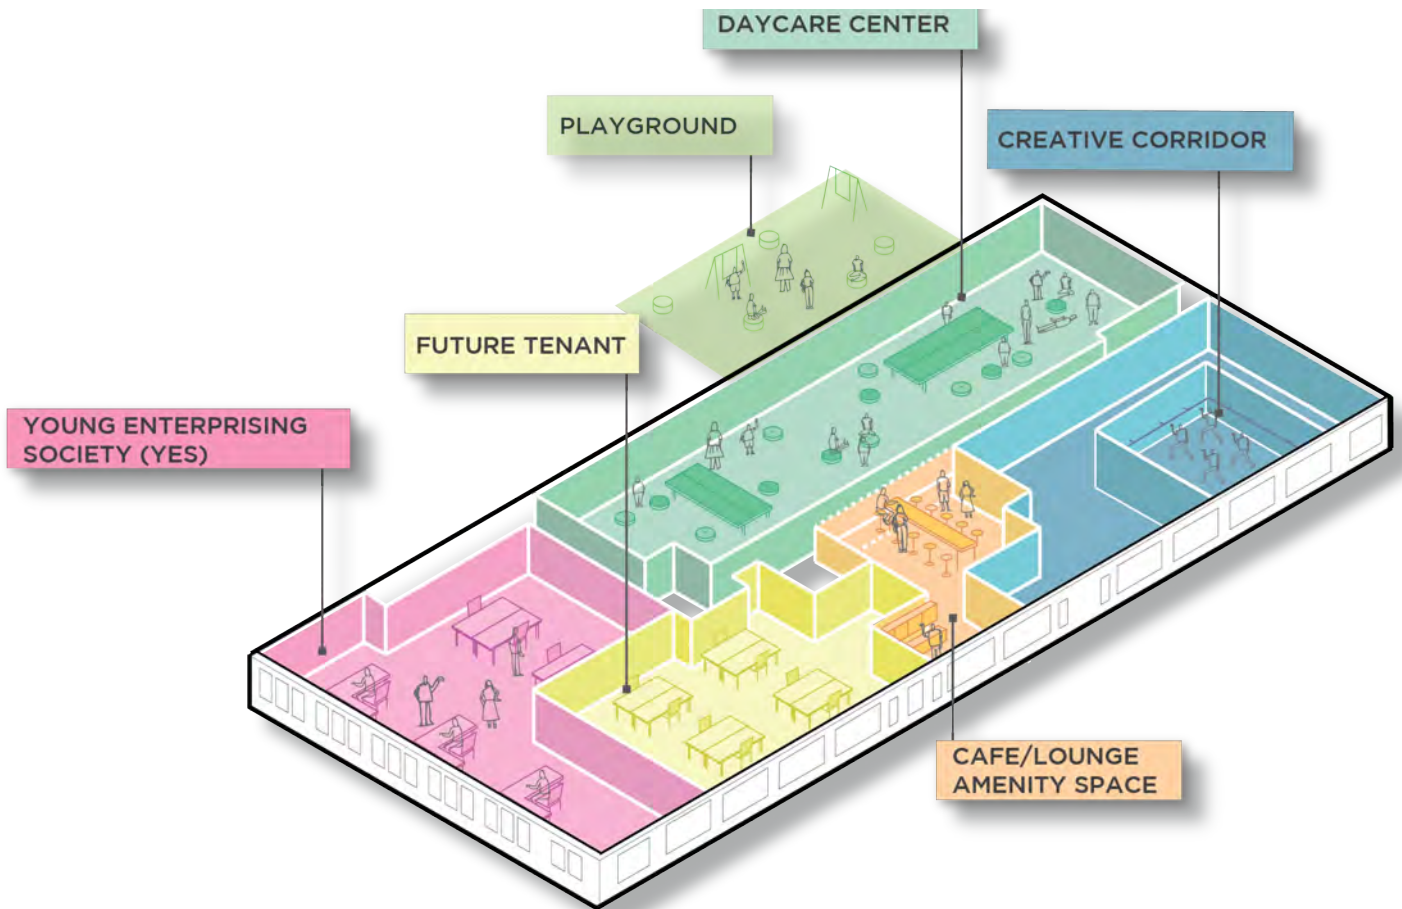 DAYCARE CENTER
PLAYGROUND
CREATIVE CORRIDOR
FUTURE TENANT
YOUNG ENTERPRISING
SOCIETY (YES)
CAFE/LOUNGE
AMENITY SPACE